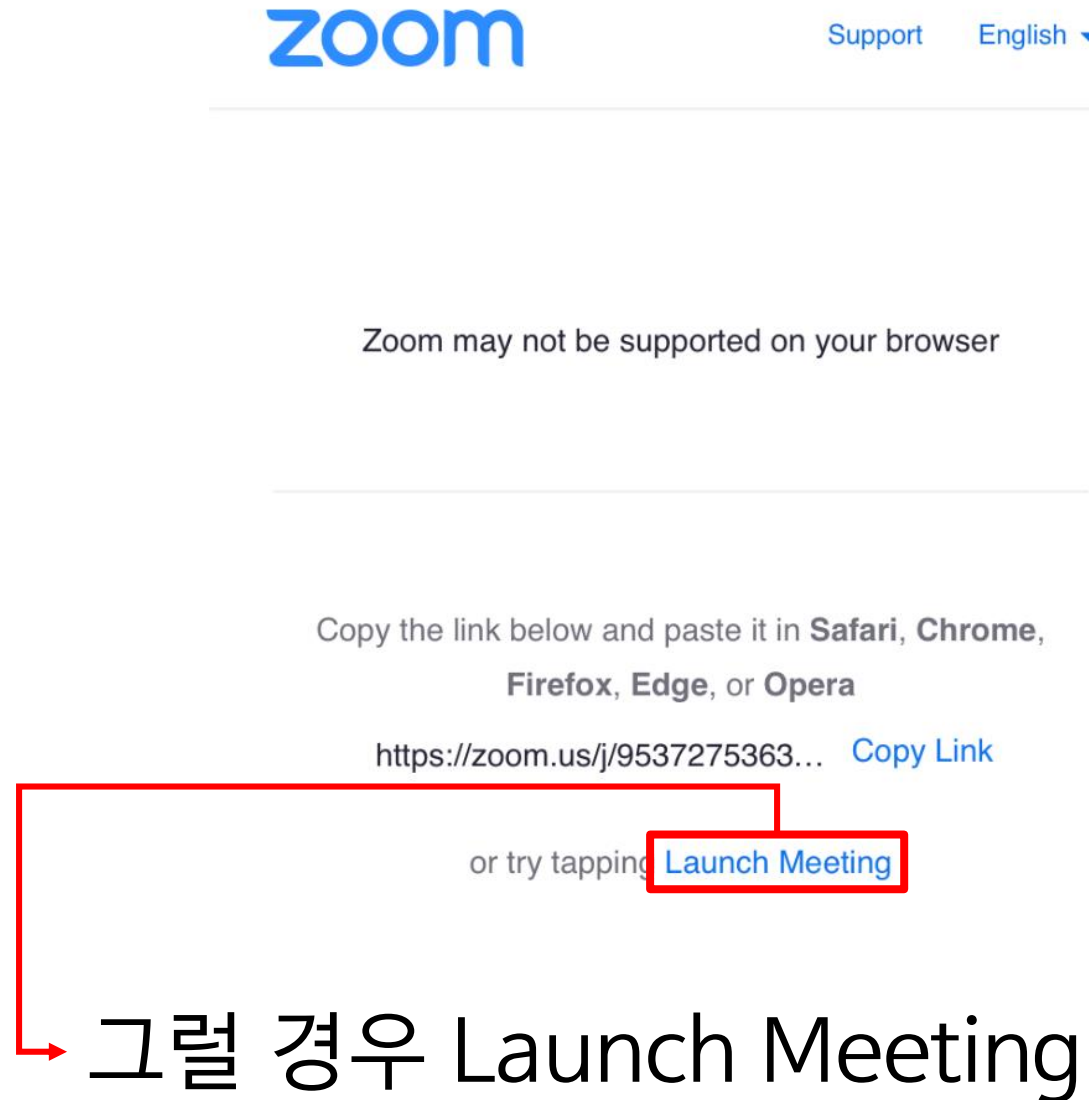 zoom
Support English
Zoom may not be supported on your browser
Copy the link below and paste it in Safari, Chrome,
Firefox, Edge, or Opera
https://zoom.us/j/9537275363... Copy Link
or try tapping Launch Meeting
그럴 경우 Launch Meeting